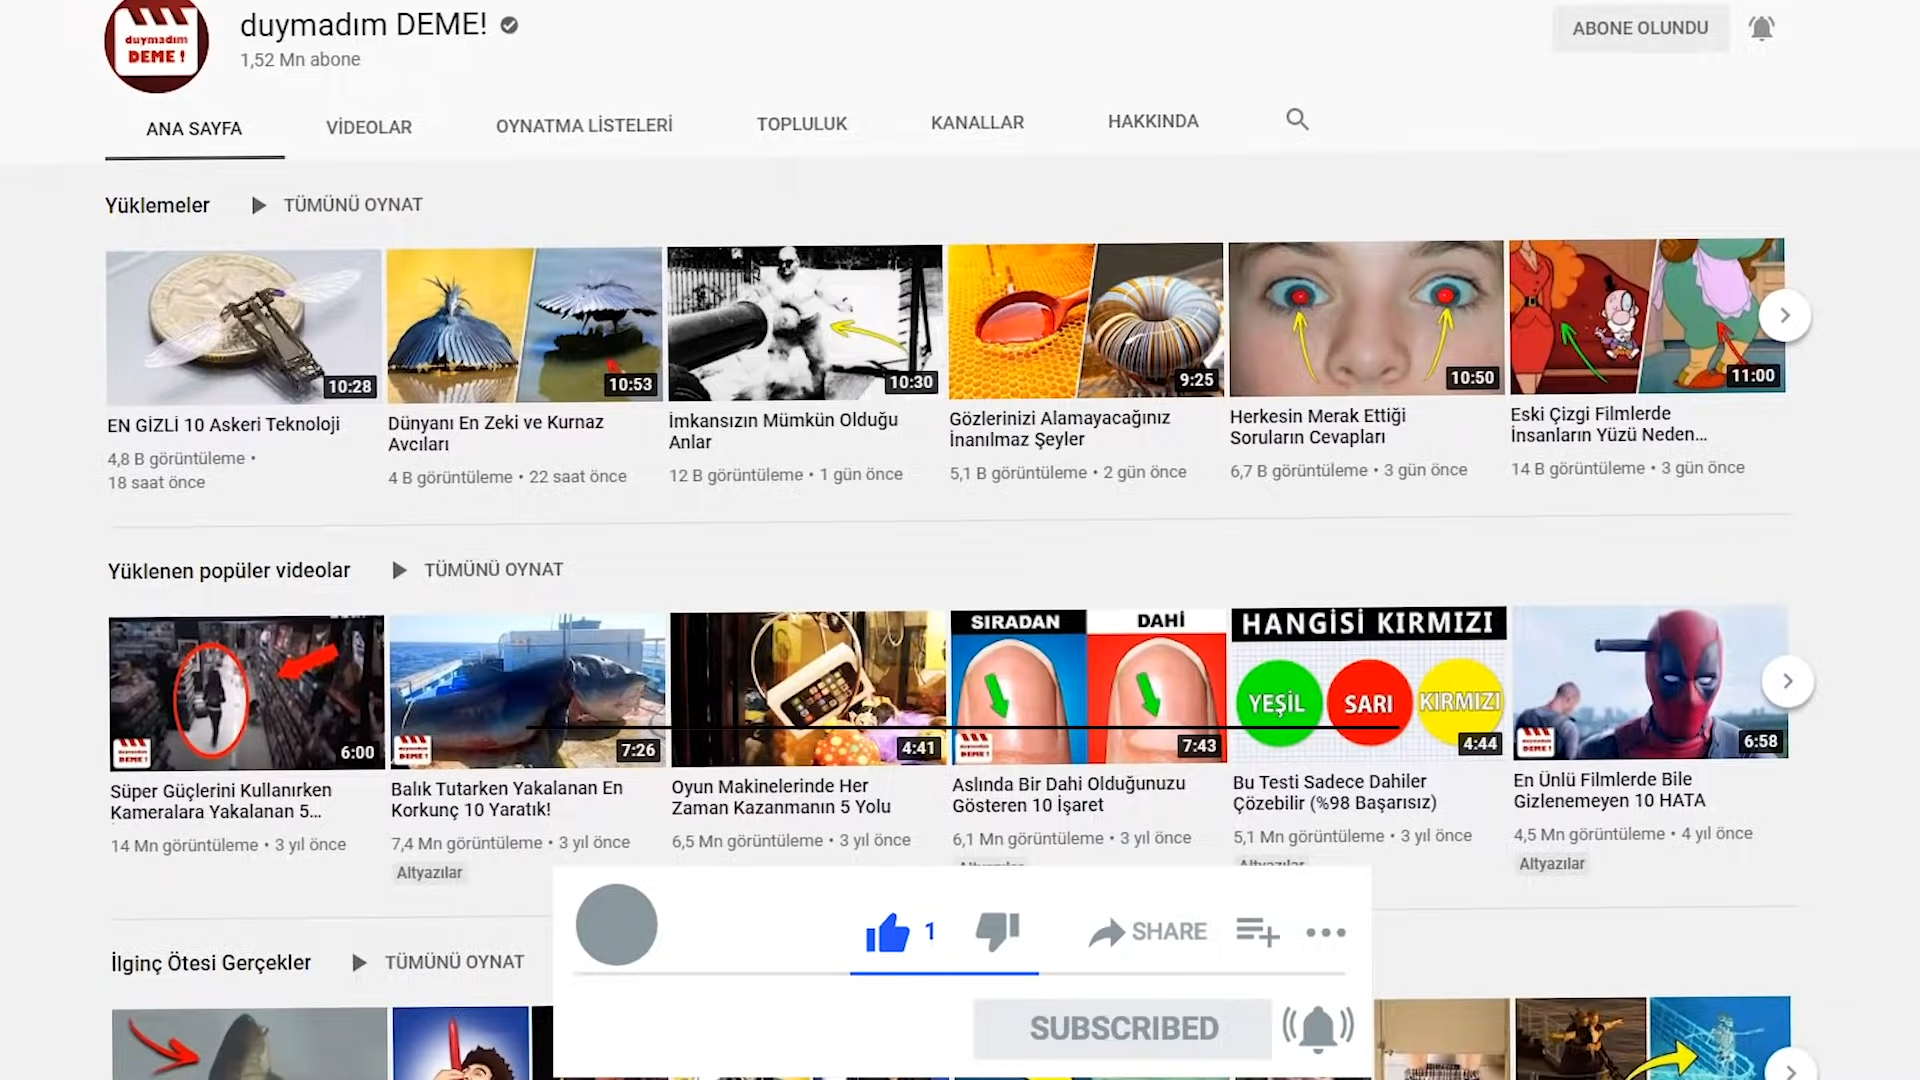 duymadım DEME!
1,52 Mn abone
ABONE OLUNDU
duymadım
DEME !
ANA SAYFA
VİDEOLAR
OYNATMA LİSTELERİ
TOPLULUK
KANALLAR
HAKKINDA
Yüklemeler
TÜMÜNÜ OYNAT
10:28
10:53
10:30
9:25
10:50
11:00
EN GİZLİ 10 Askeri Teknoloji
4,8 B görüntüleme •
18 saat önce
Dünyanı En Zeki ve Kurnaz
Avcıları
4 B görüntüleme • 22 saat önce
İmkansızın Mümkün Olduğu
Anlar
12 B görüntüleme • 1 gün önce
Gözlerinizi Alamayacağınız
İnanılmaz Şeyler
5,1 B görüntüleme • 2 gün önce
Herkesin Merak Ettiği
Soruların Cevapları
6,7 B görüntüleme • 3 gün önce
Eski Çizgi Filmlerde
İnsanların Yüzü Neden...
14 B görüntüleme • 3 gün önce
Yüklenen popüler videolar
TÜMÜNÜ OYNAT
6:00
7:26
4:41
SIRADAN
DAHİ
7:43
HANGİSİ KIRMIZI
YEŞİL
SARI
KIRMIZI
4:44
6:58
Süper Güçlerini Kullanırken
Kameralara Yakalanan 5...
14 Mn görüntüleme • 3 yıl önce
Balık Tutarken Yakalanan En
Korkunç 10 Yaratık!
7,4 Mn görüntüleme • 3 yıl önce
Altyazılar
Oyun Makinelerinde Her
Zaman Kazanmanın 5 Yolu
6,5 Mn görüntüleme • 3 yıl önce
Aslında Bir Dahi Olduğunuzu
Gösteren 10 İşaret
6,1 Mn görüntüleme • 3 yıl önce
Bu Testi Sadece Dahiler
Çözebilir (%98 Başarısız)
5,1 Mn görüntüleme • 3 yıl önce
En Ünlü Filmlerde Bile
Gizlenemeyen 10 HATA
4,5 Mn görüntüleme • 4 yıl önce
Altyazılar
İlginç Ötesi Gerçekler
TÜMÜNÜ OYNAT
1
SHARE
SUBSCRIBED